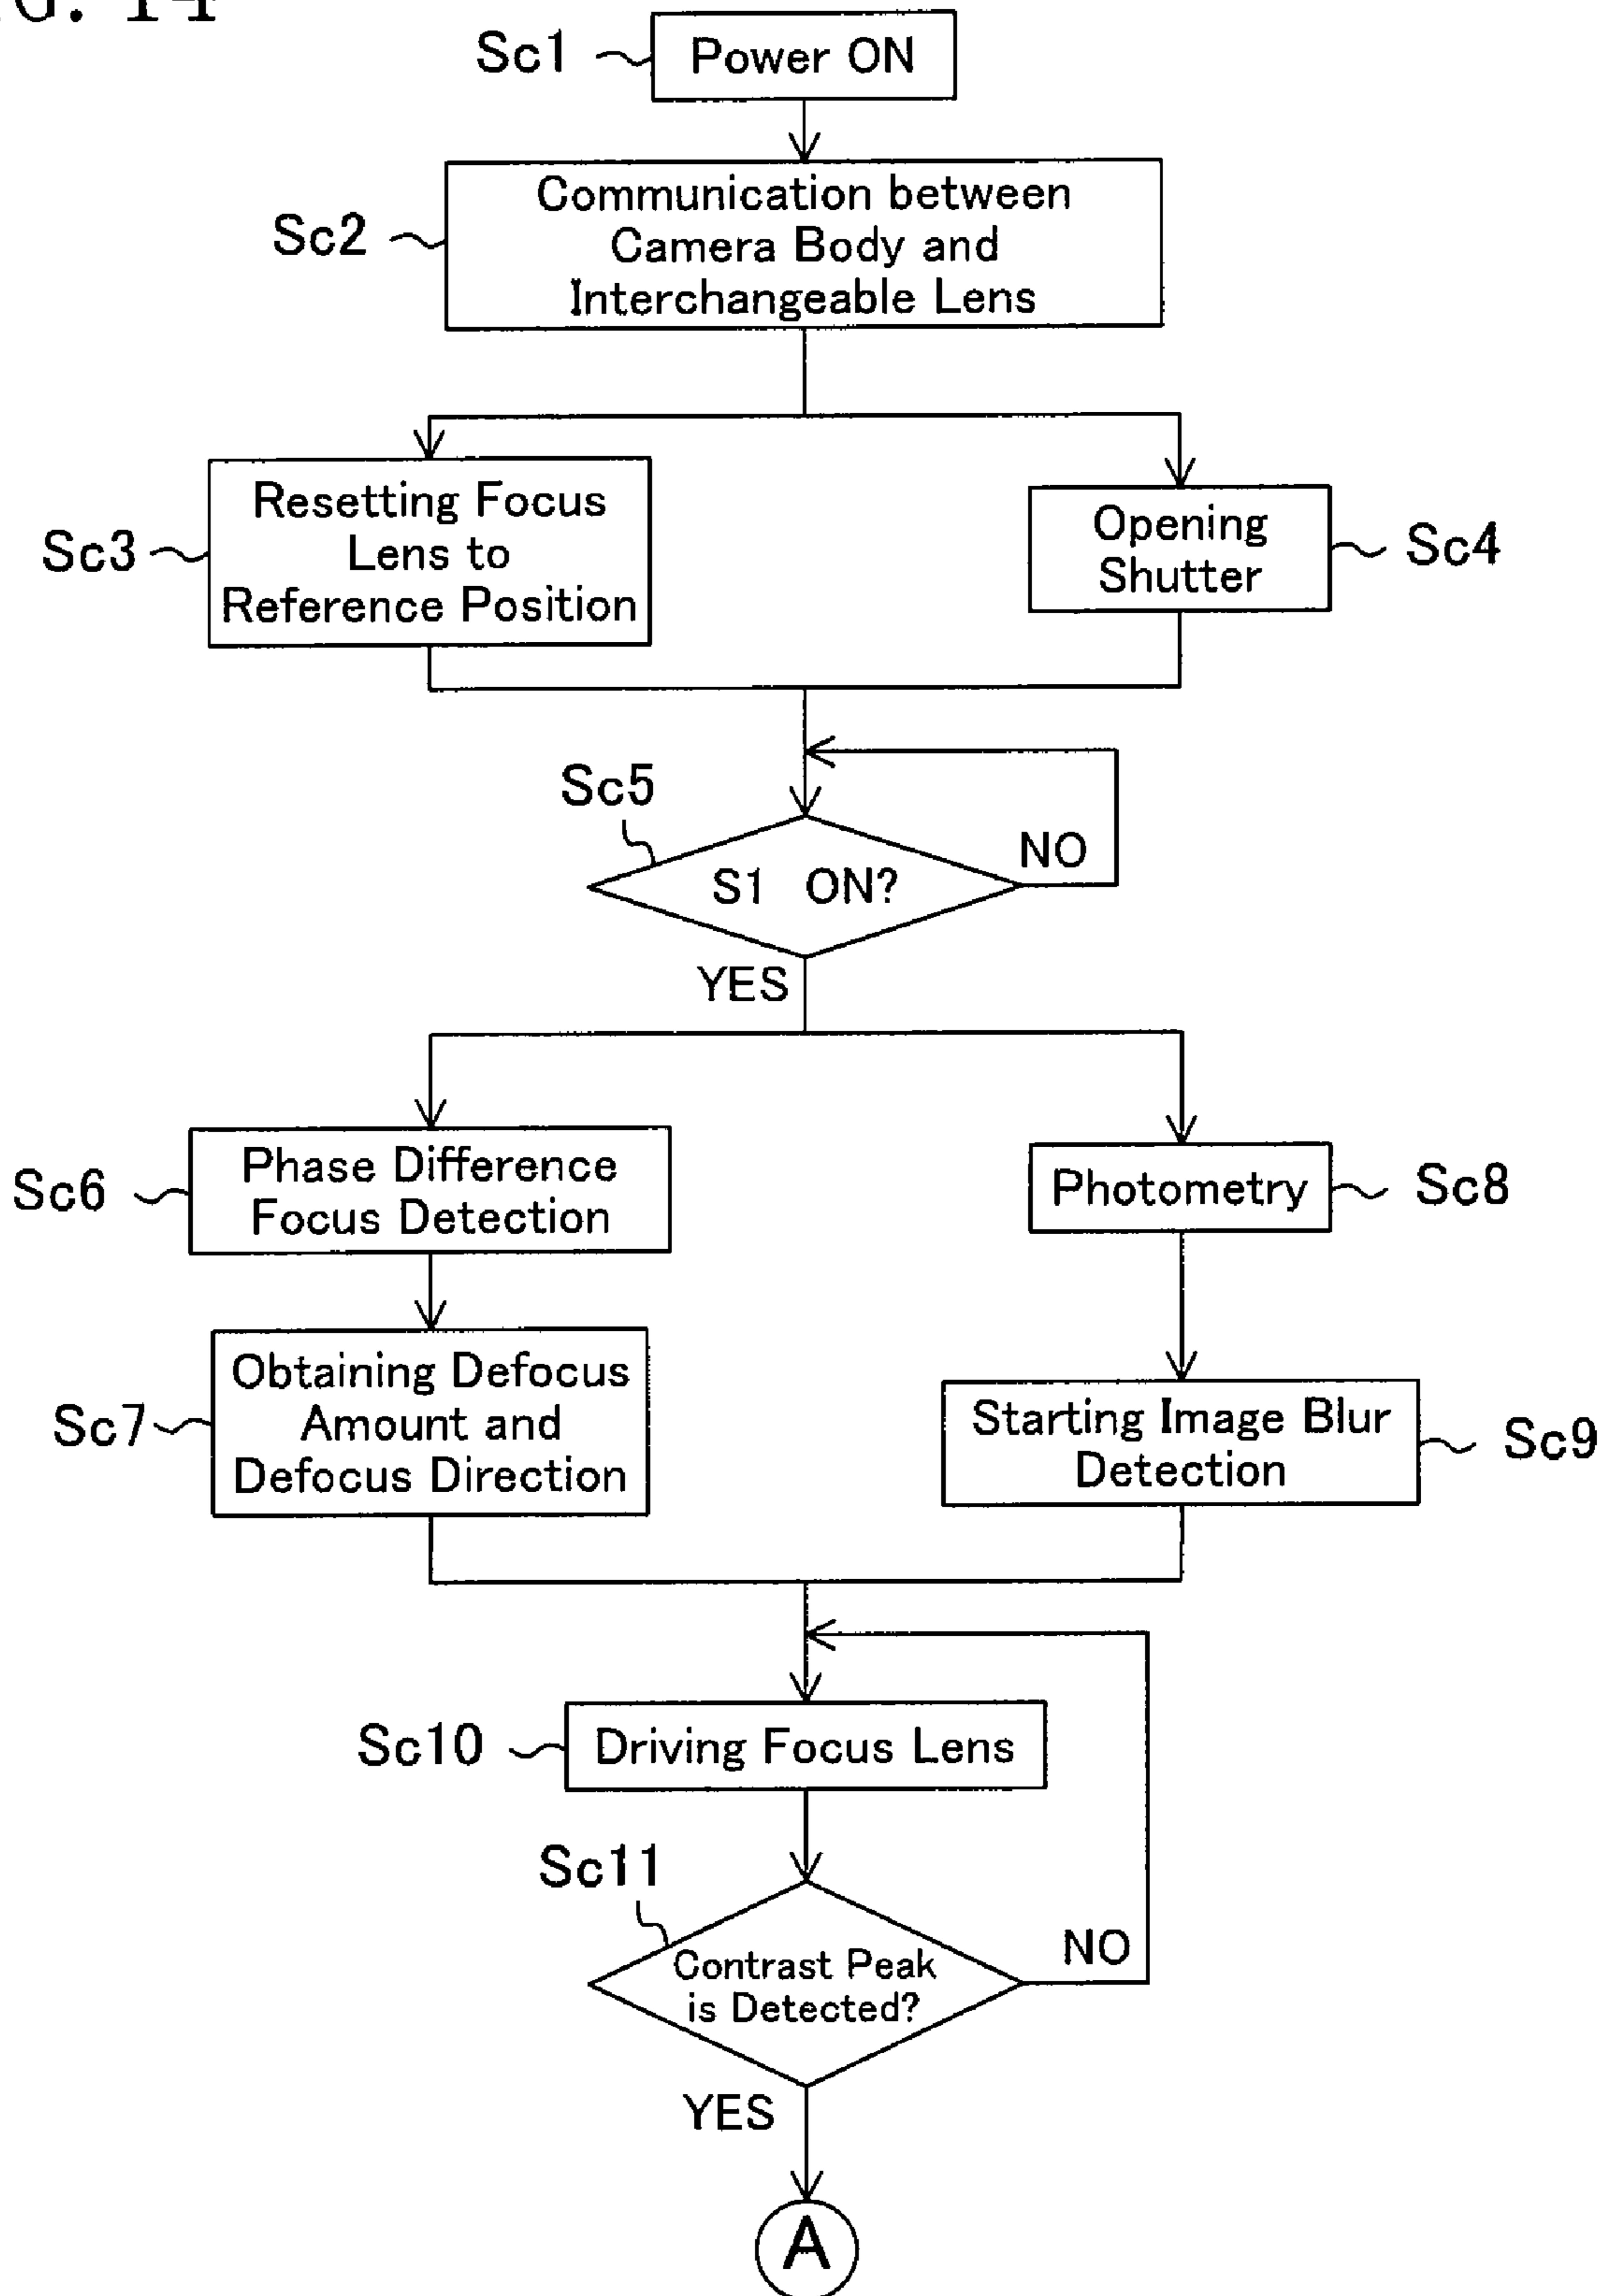 FIG. 14
Sc1
Power ON
Sc2
Communication between
Camera Body and
Interchangeable Lens
Sc3
Resetting Focus
Lens to
Reference Position
Opening
Shutter
Sc4
Sc5
S1 ON?
NO
YES
Sc6
Phase Difference
Focus Detection
Photometry
Sc8
Sc7
Obtaining Defocus
Amount and
Defocus Direction
Starting Image Blur
Detection
Sc9
Sc10
Driving Focus Lens
Sc11
Contrast Peak
is Detected?
NO
YES
A